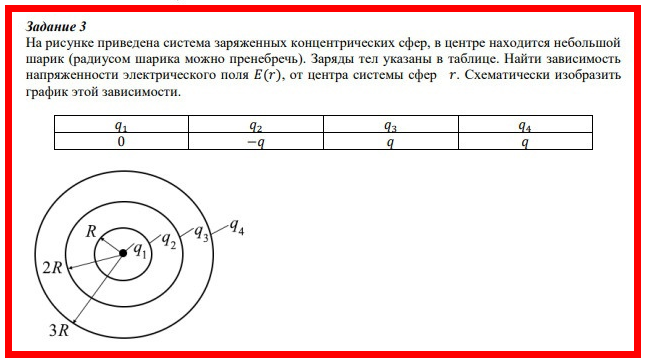 Задание 3
На рисунке приведена система заряженных концентрических сфер, в центре находится небольшой
шарик (радиусом шарика можно пренебречь). Заряды тел указаны в таблице. Найти зависимость
напряженности электрического поля E(r), от центра системы сфер r. Схематически изобразить
график этой зависимости.
q₁ q₂ q₃ q₄
0 −q q q
R q₁ q₂ q₃ q₄
2R
3R